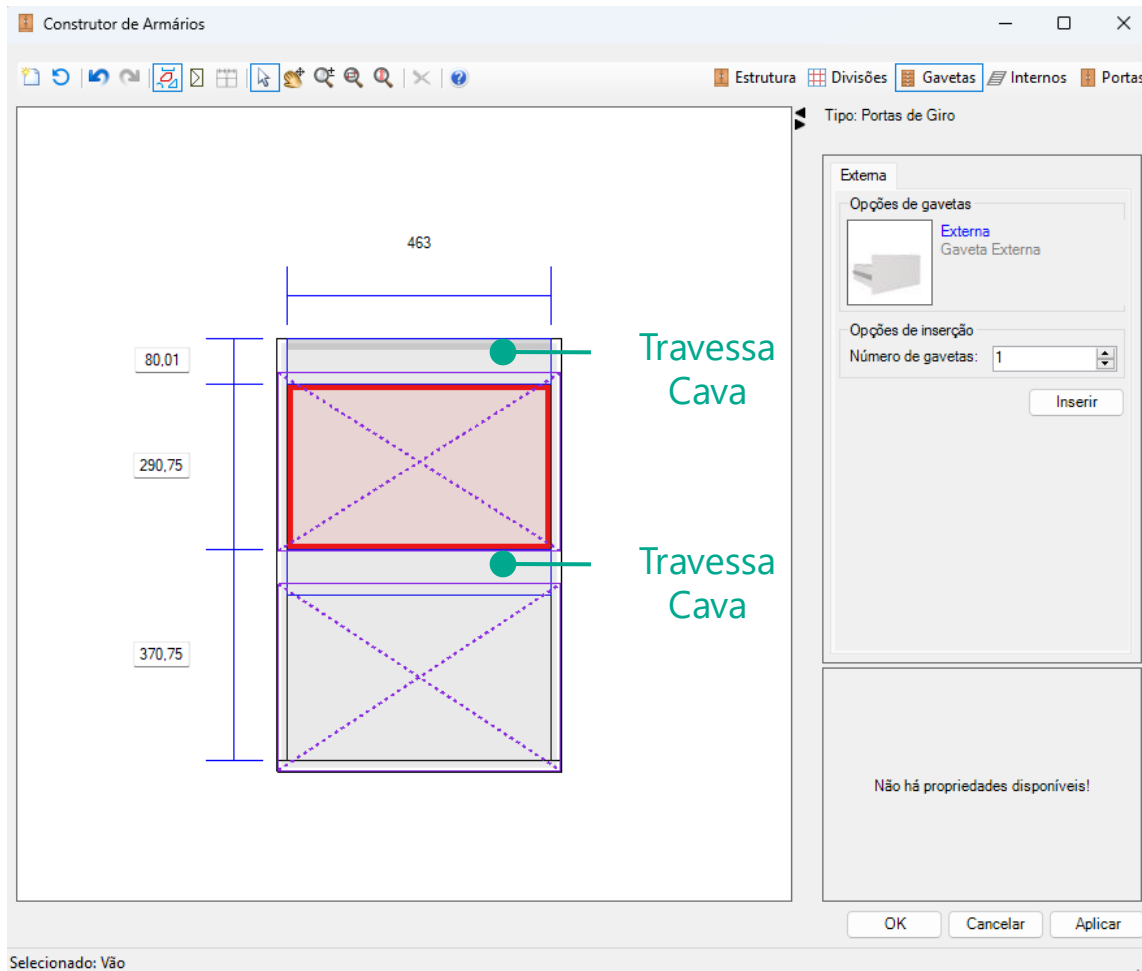 Construtor de Armários
Estrutura Divisões Gavetas Internos Portas
Tipo: Portas de Giro
Externa
Opções de gavetas
Externa
Gaveta Externa
Opções de inserção
Número de gavetas: 1
Inserir
463
80,01
Travessa
Cava
290,75
Travessa
Cava
370,75
Não há propriedades disponíveis!
OK Cancelar Aplicar
Selecionado: Vão